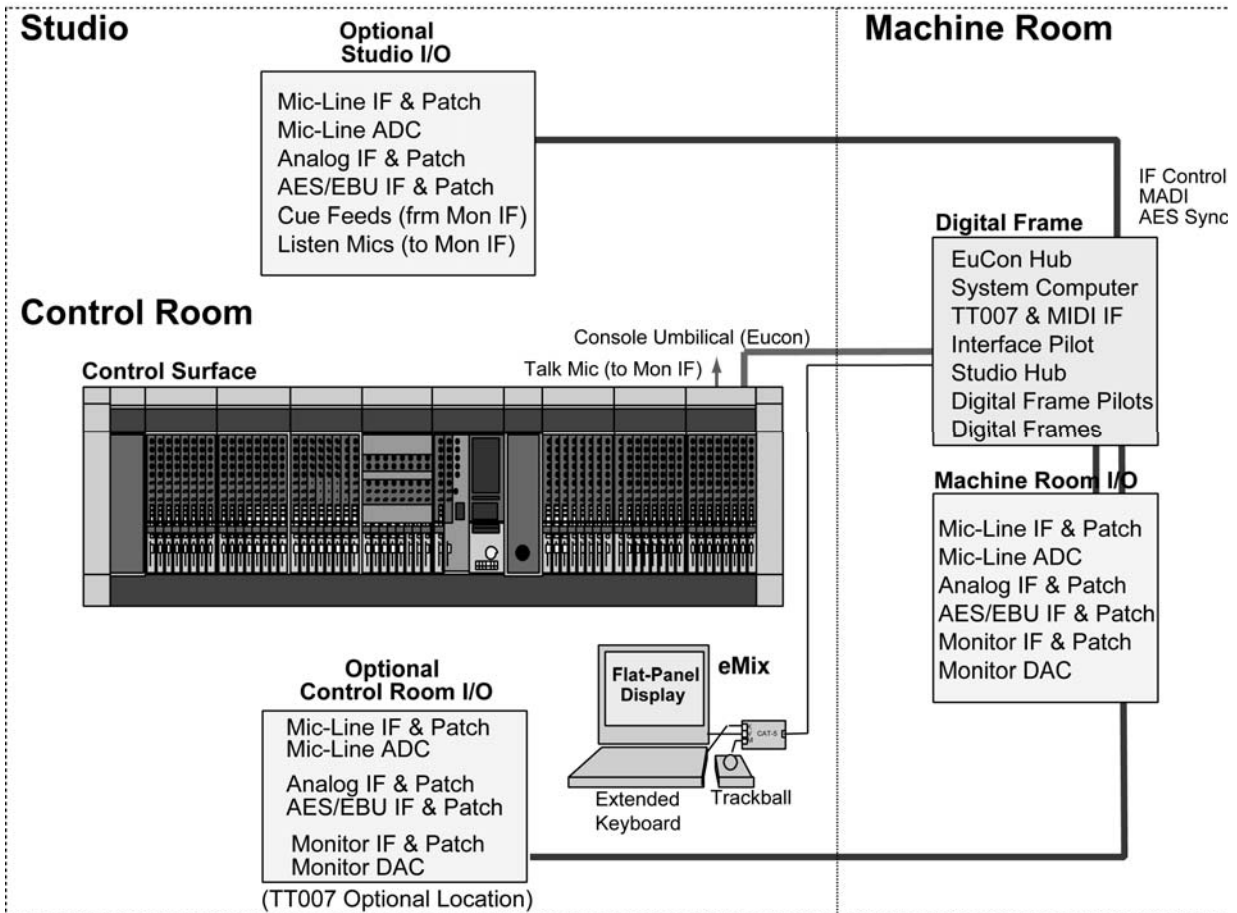 Studio
Optional
Studio I/O
Mic-Line IF & Patch
Mic-Line ADC
Analog IF & Patch
AES/EBU IF & Patch
Cue Feeds (frm Mon IF)
Listen Mics (to Mon IF)
Machine Room
IF Control
MADI
AES Sync
Digital Frame
EuCon Hub
System Computer
TT007 & MIDI IF
Interface Pilot
Studio Hub
Digital Frame Pilots
Digital Frames
Control Room
Control Surface
Console Umbilical (Eucon)
Talk Mic (to Mon IF)
Machine Room I/O
Mic-Line IF & Patch
Mic-Line ADC
Analog IF & Patch
AES/EBU IF & Patch
Monitor IF & Patch
Monitor DAC
Optional
Control Room I/O
Mic-Line IF & Patch
Mic-Line ADC
Analog IF & Patch
AES/EBU IF & Patch
Monitor IF & Patch
Monitor DAC
(TT007 Optional Location)
Flat-Panel
Display
eMix
CAT-5
Extended
Keyboard
Trackball